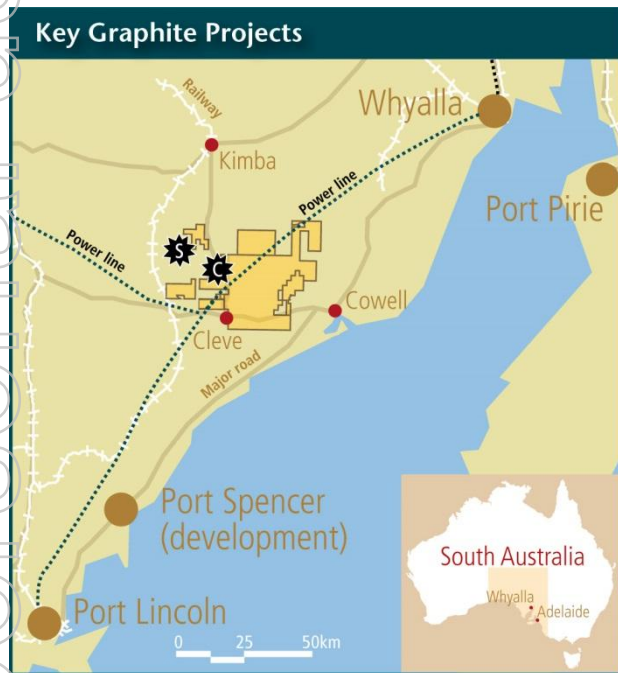 Key Graphite Projects
Railway
Whyalla
Kimba
Power line
Port Pirie
S
Power line
C
Cowell
Cleve
Major road
Port Spencer
(development)
South Australia
Whyalla
Adelaide
Port Lincoln
0 25 50km